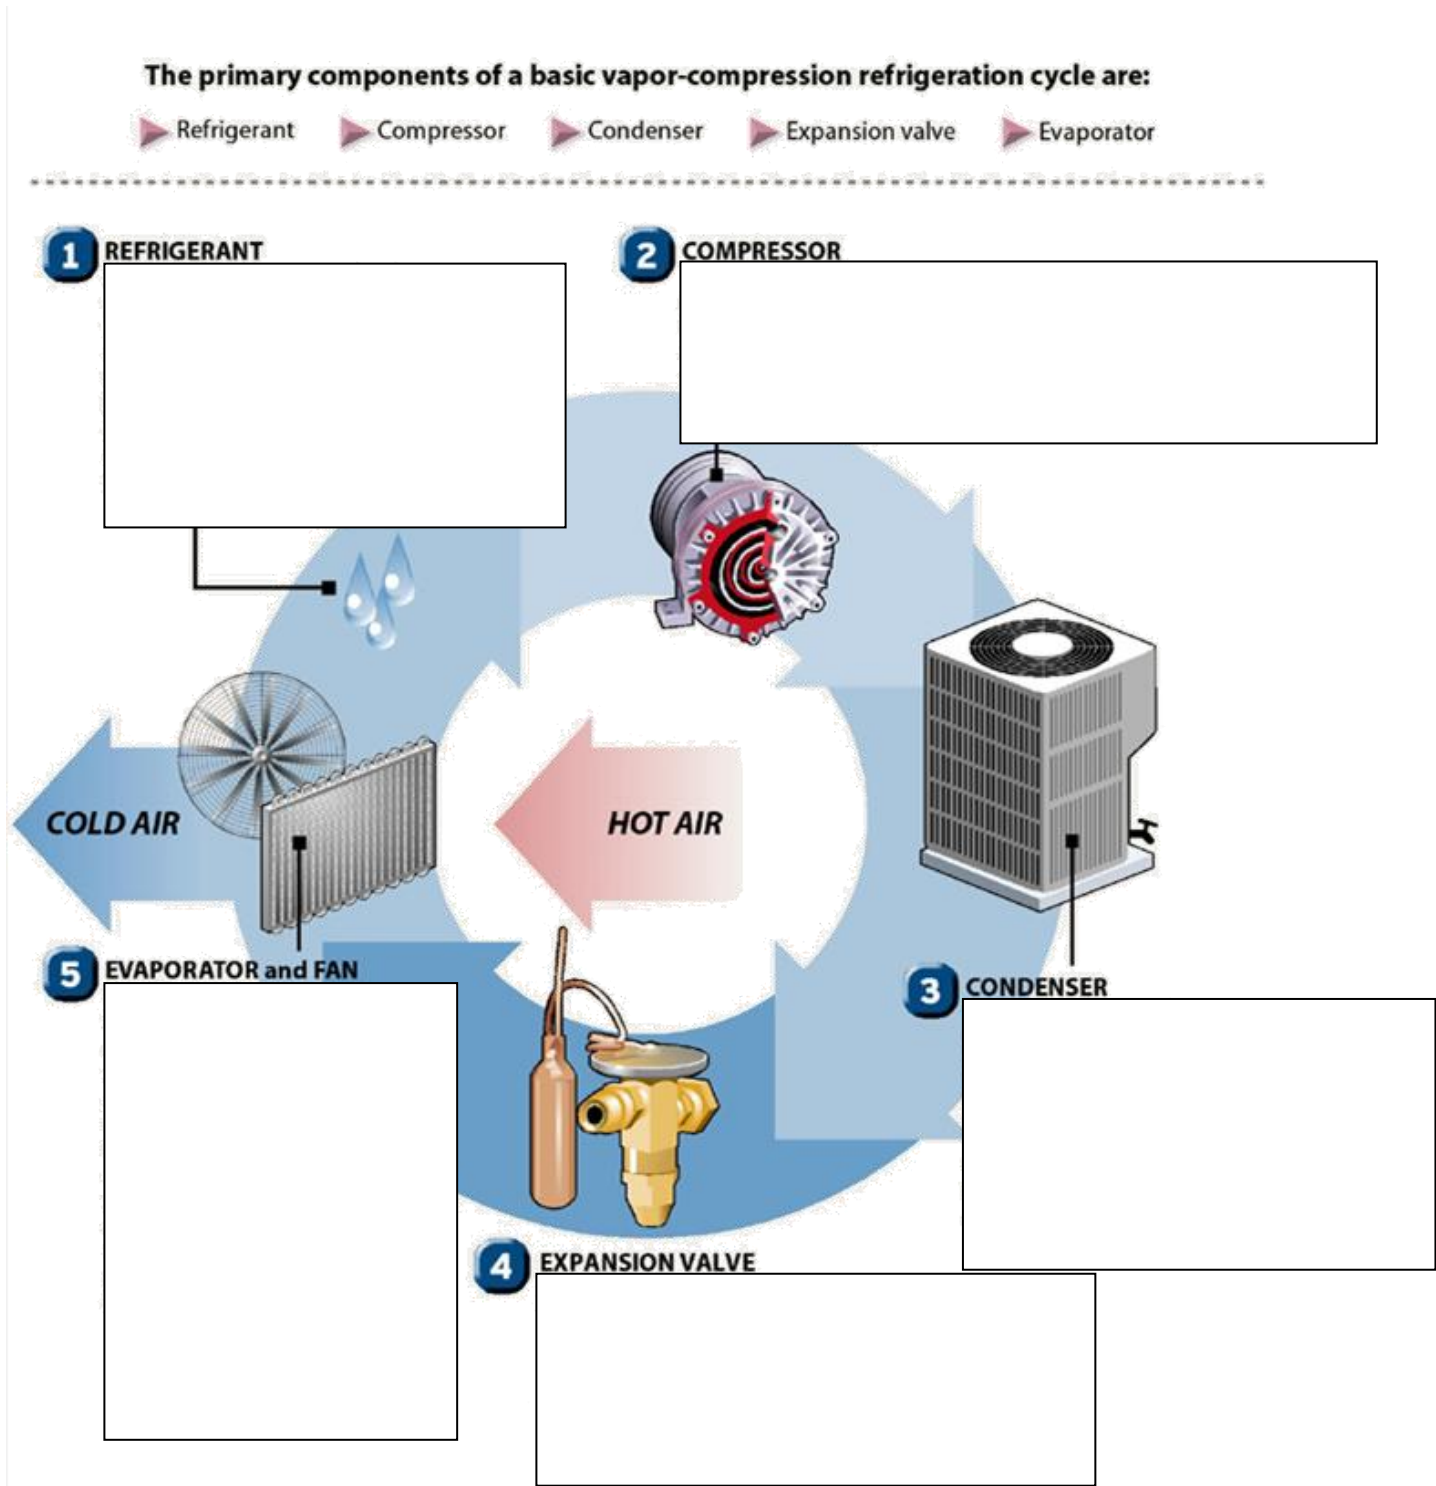 The primary components of a basic vapor-compression refrigeration cycle are:
Refrigerant Compressor Condenser Expansion valve Evaporator
1 REFRIGERANT
2 COMPRESSOR
COLD AIR
HOT AIR
5 EVAPORATOR and FAN
3 CONDENSER
4 EXPANSION VALVE